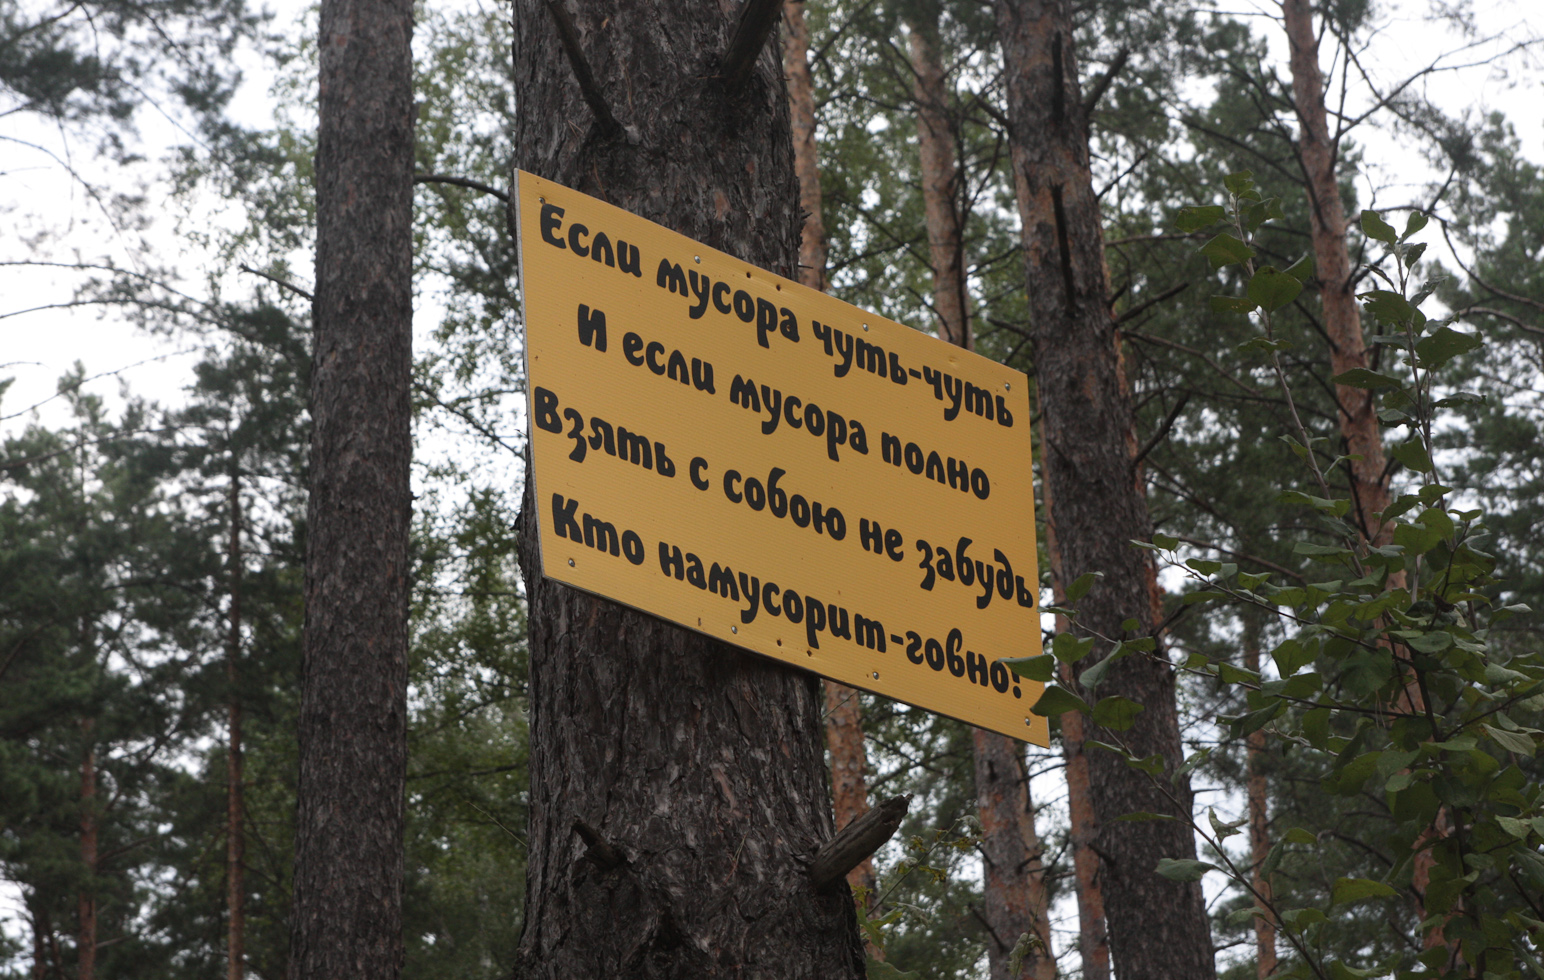 Если мусора чуть-чуть
И если мусора полно
Взять с собою не забудь
Кто намусорит-говно!